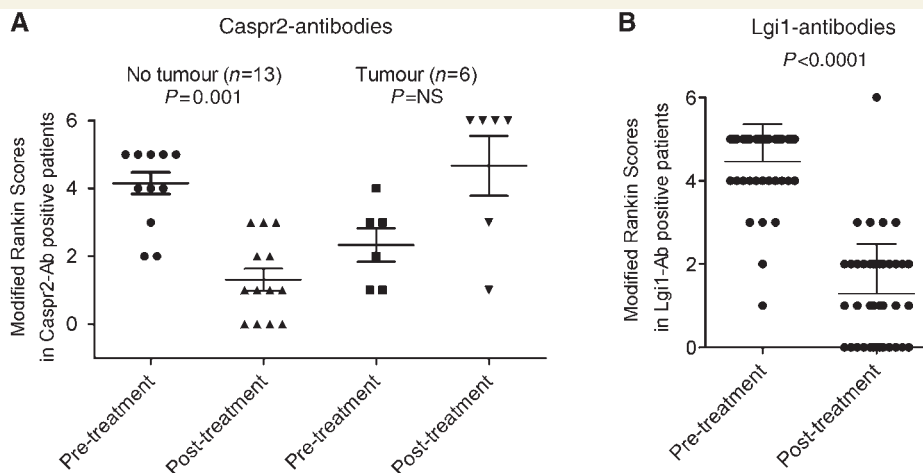 A
Caspr2-antibodies
No tumour (n=13)
P=0.001
Tumour (n=6)
P=NS
Modified Rankin Scores
in Caspr2-Ab positive patients
6
4
2
0
Pre-treatment
Post-treatment
Pre-treatment
Post-treatment
B
Lgi1-antibodies
P<0.0001
Modified Rankin Scores
in Lgi1-Ab positive patients
6
4
2
0
Pre-treatment
Post-treatment